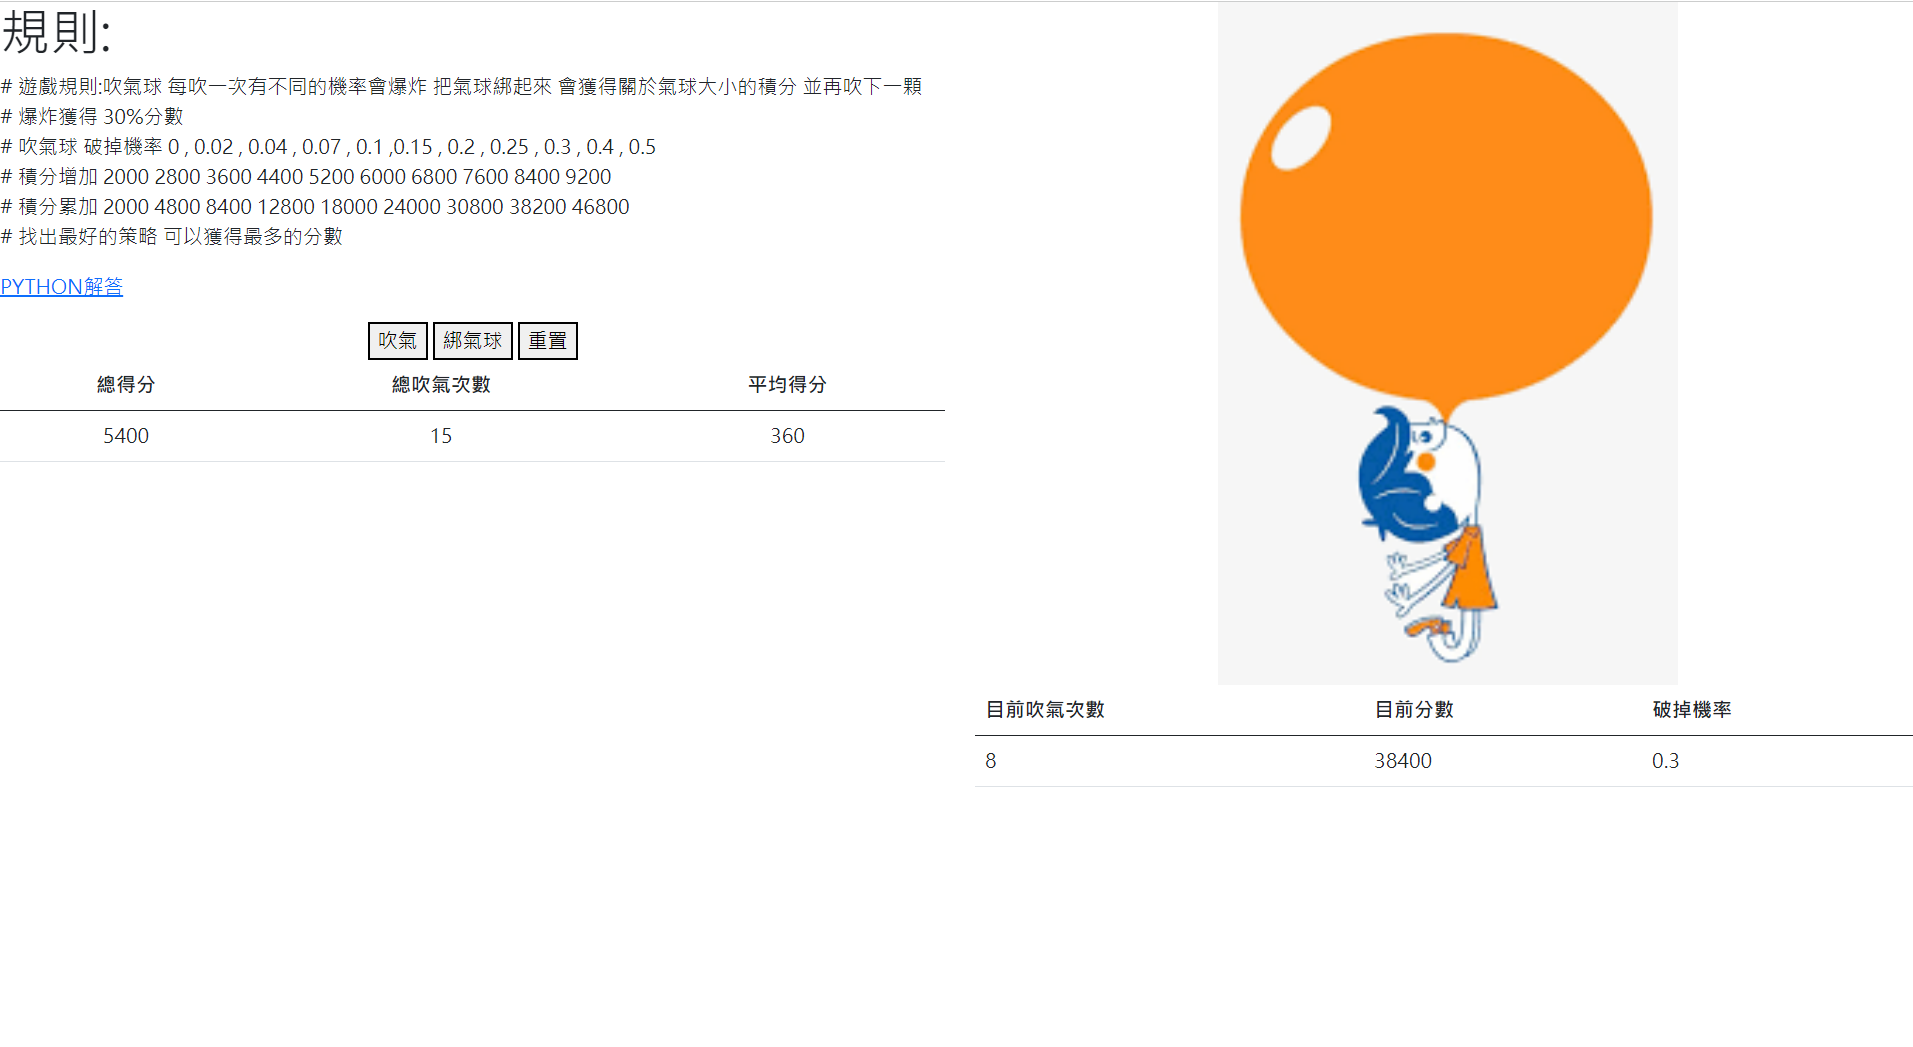 規則:
# 遊戲規則:吹氣球 每吹一次有不同的機率會爆炸 把氣球綁起來 會獲得關於氣球大小的積分 並再吹下一顆
# 爆炸獲得 30%分數
# 吹氣球 破掉機率 0 , 0.02 , 0.04 , 0.07 , 0.1 ,0.15 , 0.2 , 0.25 , 0.3 , 0.4 , 0.5
# 積分增加 2000 2800 3600 4400 5200 6000 6800 7600 8400 9200
# 積分累加 2000 4800 8400 12800 18000 24000 30800 38200 46800
# 找出最好的策略 可以獲得最多的分數
PYTHON解答
吹氣 綁氣球 重置
總得分 總吹氣次數 平均得分
5400 15 360
目前吹氣次數 目前分數 破掉機率
8 38400 0.3